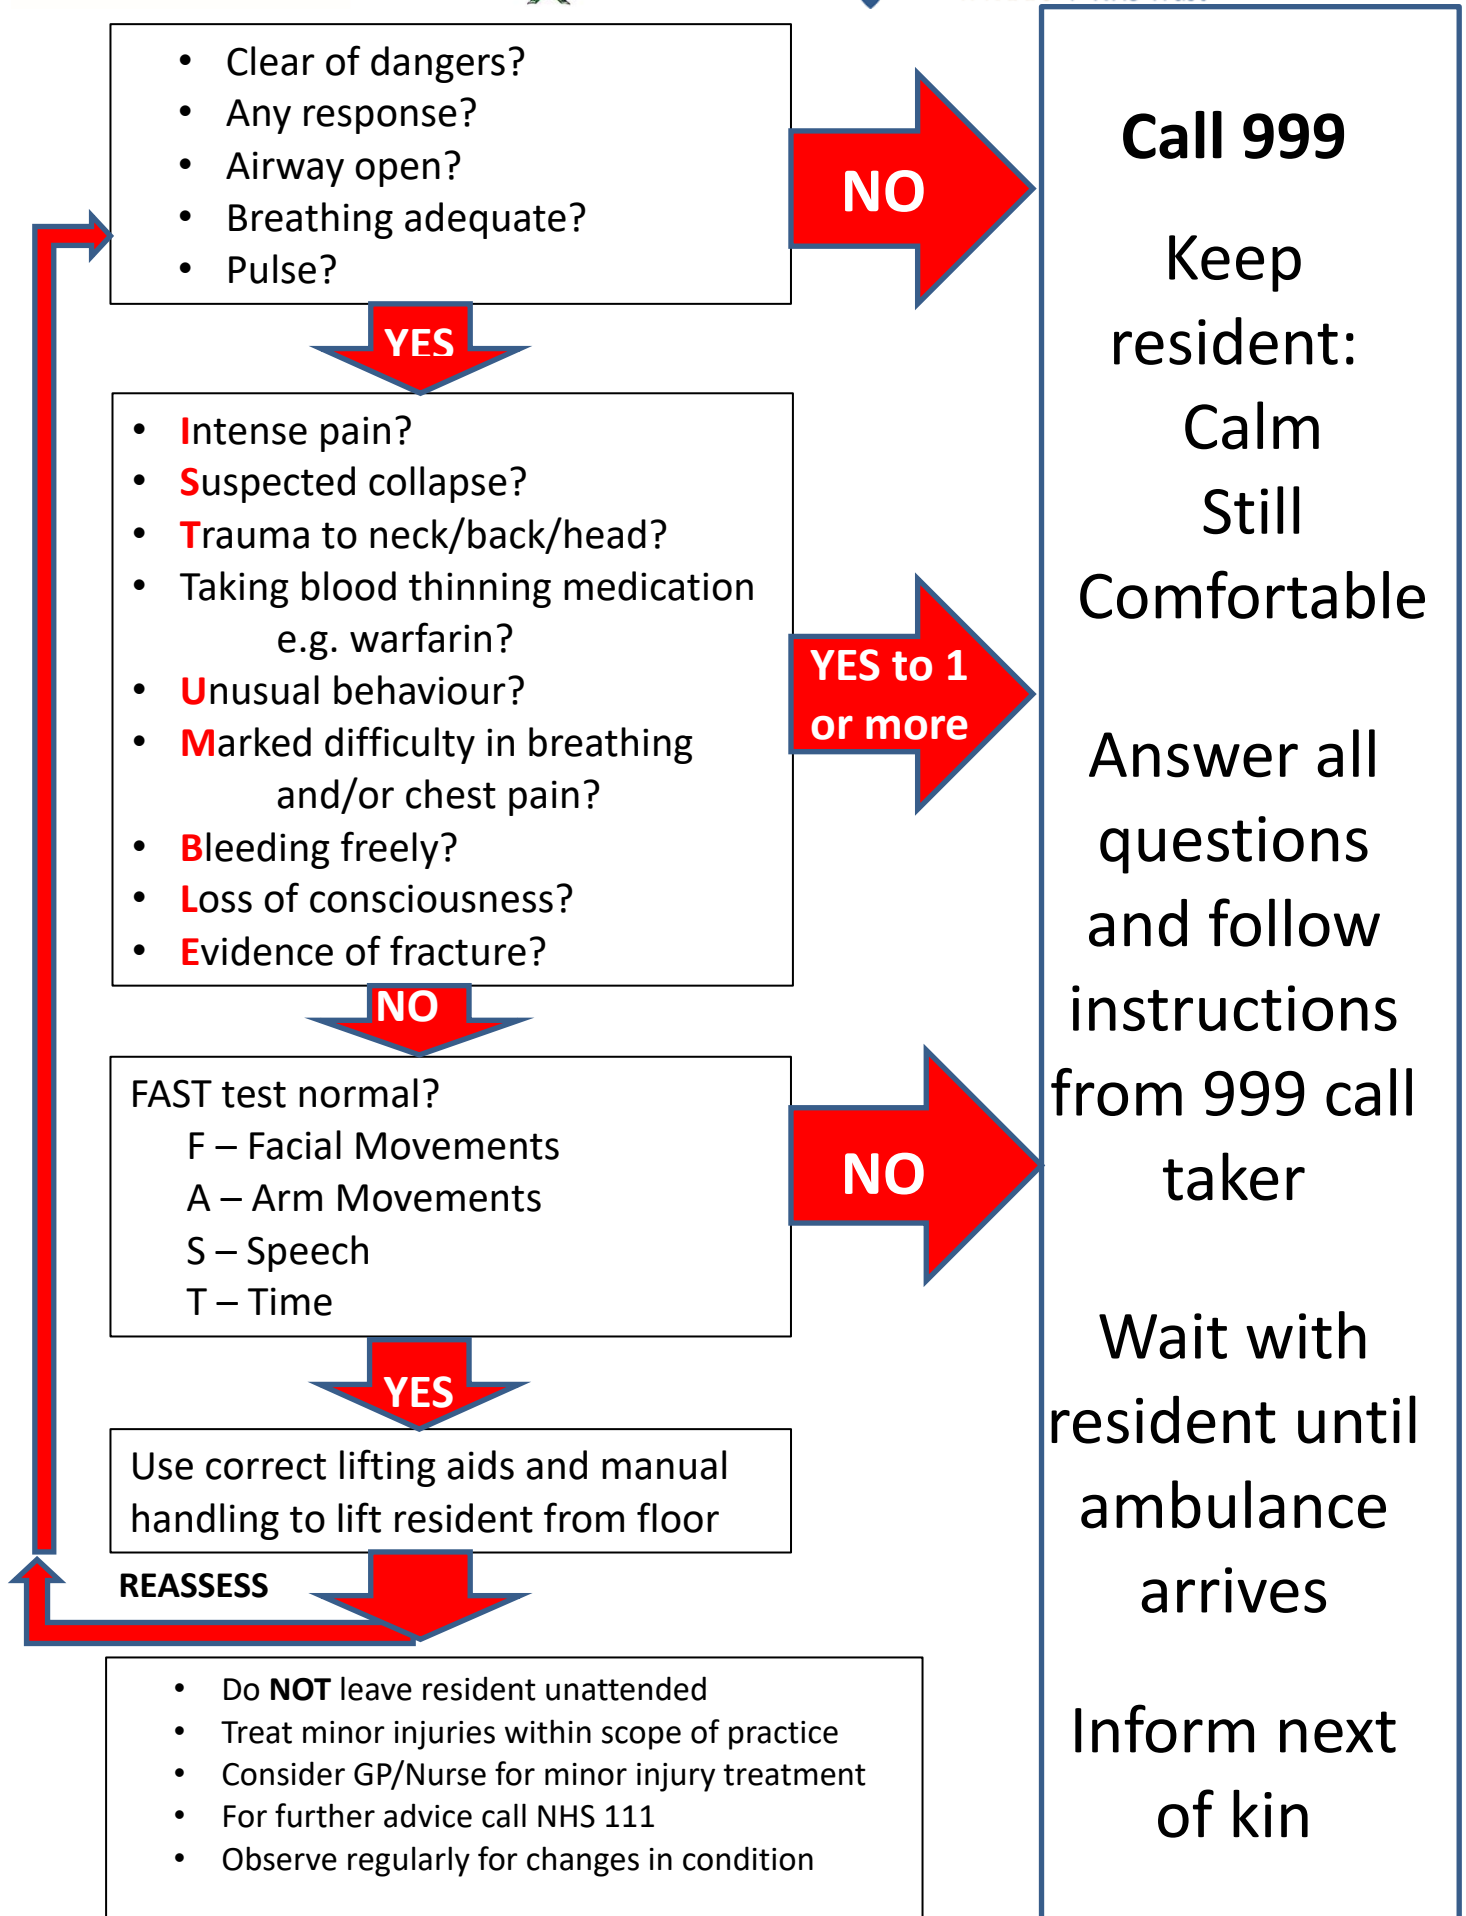 • Clear of dangers?
• Any response?
• Airway open?
• Breathing adequate?
• Pulse?
NO
YES
• Intense pain?
• Suspected collapse?
• Trauma to neck/back/head?
• Taking blood thinning medication
e.g. warfarin?
• Unusual behaviour?
• Marked difficulty in breathing
and/or chest pain?
• Bleeding freely?
• Loss of consciousness?
• Evidence of fracture?
YES to 1
or more
NO
FAST test normal?
F – Facial Movements
A – Arm Movements
S – Speech
T – Time
NO
YES
Use correct lifting aids and manual
handling to lift resident from floor
REASSESS
• Do NOT leave resident unattended
• Treat minor injuries within scope of practice
• Consider GP/Nurse for minor injury treatment
• For further advice call NHS 111
• Observe regularly for changes in condition
Call 999
Keep
resident:
Calm
Still
Comfortable
Answer all
questions
and follow
instructions
from 999 call
taker
Wait with
resident until
ambulance
arrives
Inform next
of kin